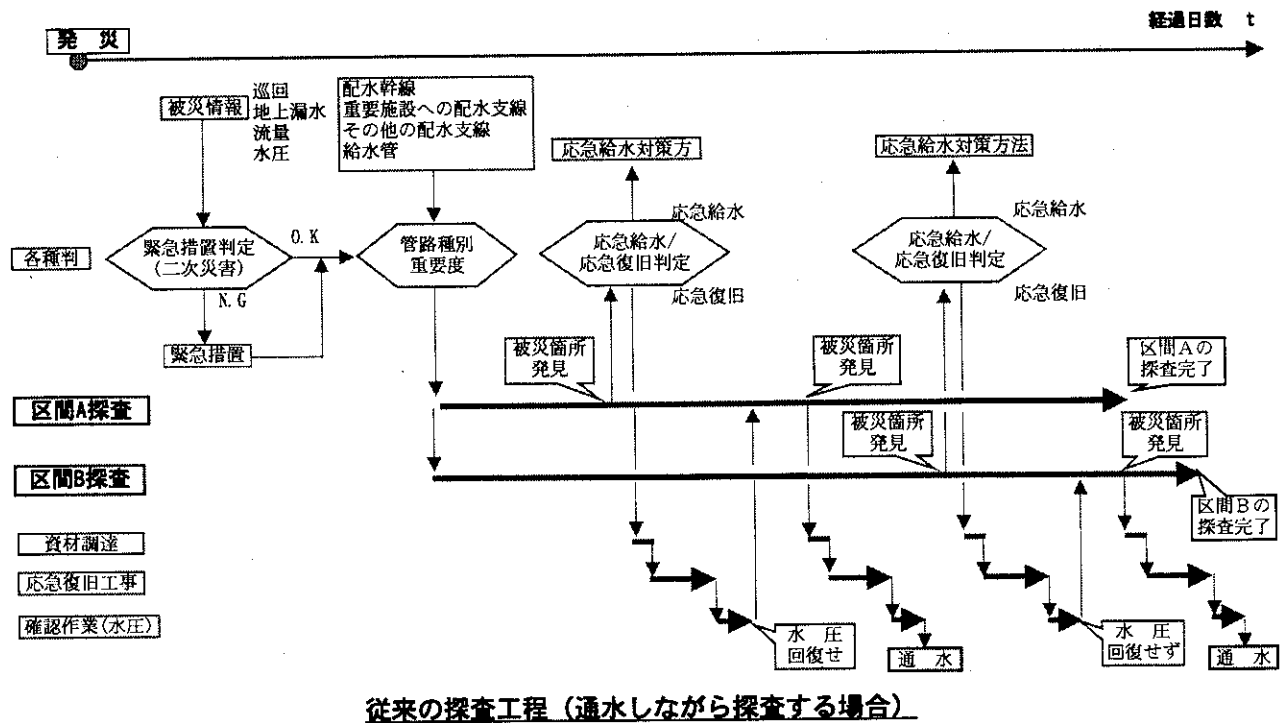 経過日数 t
発 災
被災情報
巡回
地上漏水
流量
水圧
配水幹線
重要施設への配水支線
その他の配水支線
給水管
応急給水対策方
応急給水対策方法
各種判
緊急措置判定
(二次災害)
O.K
N.G
緊急措置
管路種別
重要度
応急給水
応急給水/
応急復旧判定
応急復旧
応急給水
応急給水/
応急復旧判定
応急復旧
被災箇所
発見
被災箇所
発見
区間Aの
探査完了
区間A探査
被災箇所
発見
被災箇所
発見
区間B探査
区間Bの
探査完了
資材調達
応急復旧工事
確認作業(水圧)
水 圧
回復せ
通 水
水 圧
回復せず
通 水
従来の探査工程(通水しながら探査する場合)